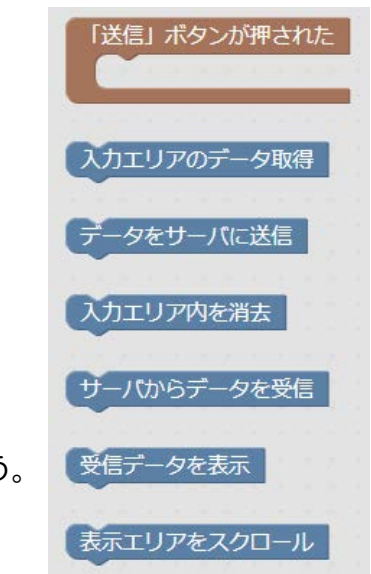 「送信」ボタンが押された
入力エリアのデータ取得
データをサーバに送信
入力エリア内を消去
サーバからデータを受信
う。
受信データを表示
表示エリアをスクロール